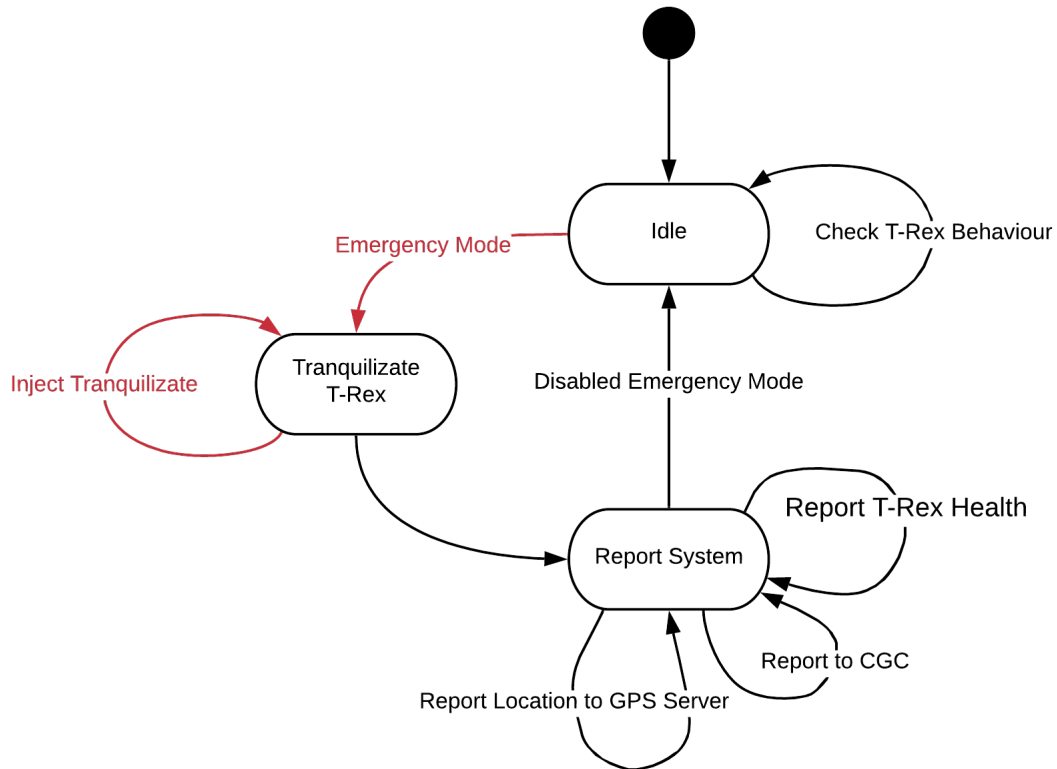 Idle
Check T-Rex Behaviour
Emergency Mode
Tranquilizate
T-Rex
Inject Tranquilizate
Disabled Emergency Mode
Report T-Rex Health
Report System
Report to CGC
Report Location to GPS Server